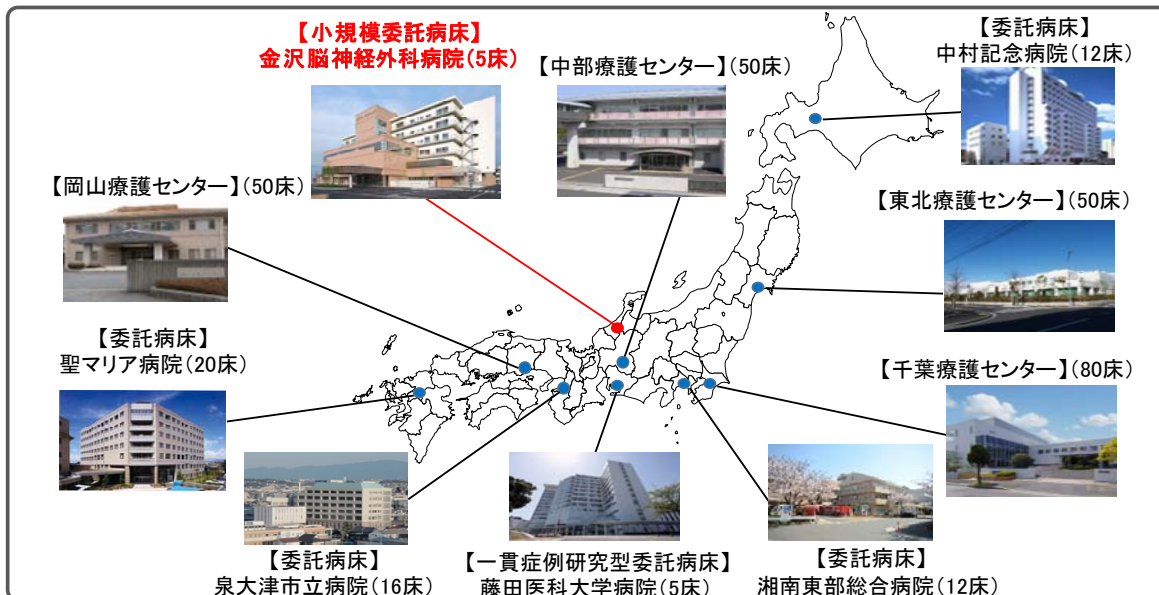 【小規模委託病床】
金沢脳神経外科病院(5床)
【中部療護センター】(50床)
【委託病床】
中村記念病院(12床)
【岡山療護センター】(50床)
【東北療護センター】(50床)
【委託病床】
聖マリア病院(20床)
【千葉療護センター】(80床)
【委託病床】
泉大津市立病院(16床)
【一貫症例研究型委託病床】
藤田医科大学病院(5床)
【委託病床】
湘南東部総合病院(12床)